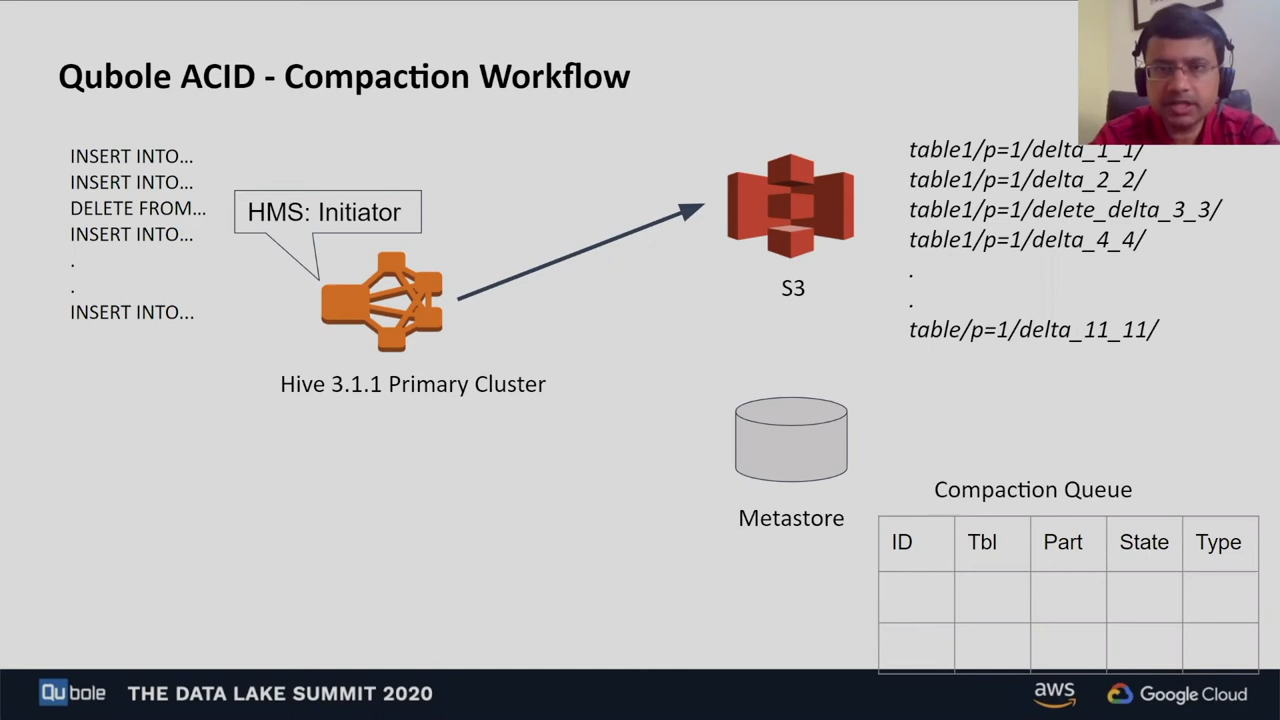 Qubole ACID - Compaction Workflow
INSERT INTO...
INSERT INTO...
DELETE FROM...
INSERT INTO...
.
.
INSERT INTO...
HMS: Initiator
Hive 3.1.1 Primary Cluster
S3
table1/p=1/delta_1_1/
table1/p=1/delta_2_2/
table1/p=1/delete_delta_3_3/
table1/p=1/delta_4_4/
.
.
table/p=1/delta_11_11/
Metastore
Compaction Queue
ID Tbl Part State Type
Qubole THE DATA LAKE SUMMIT 2020
aws Google Cloud